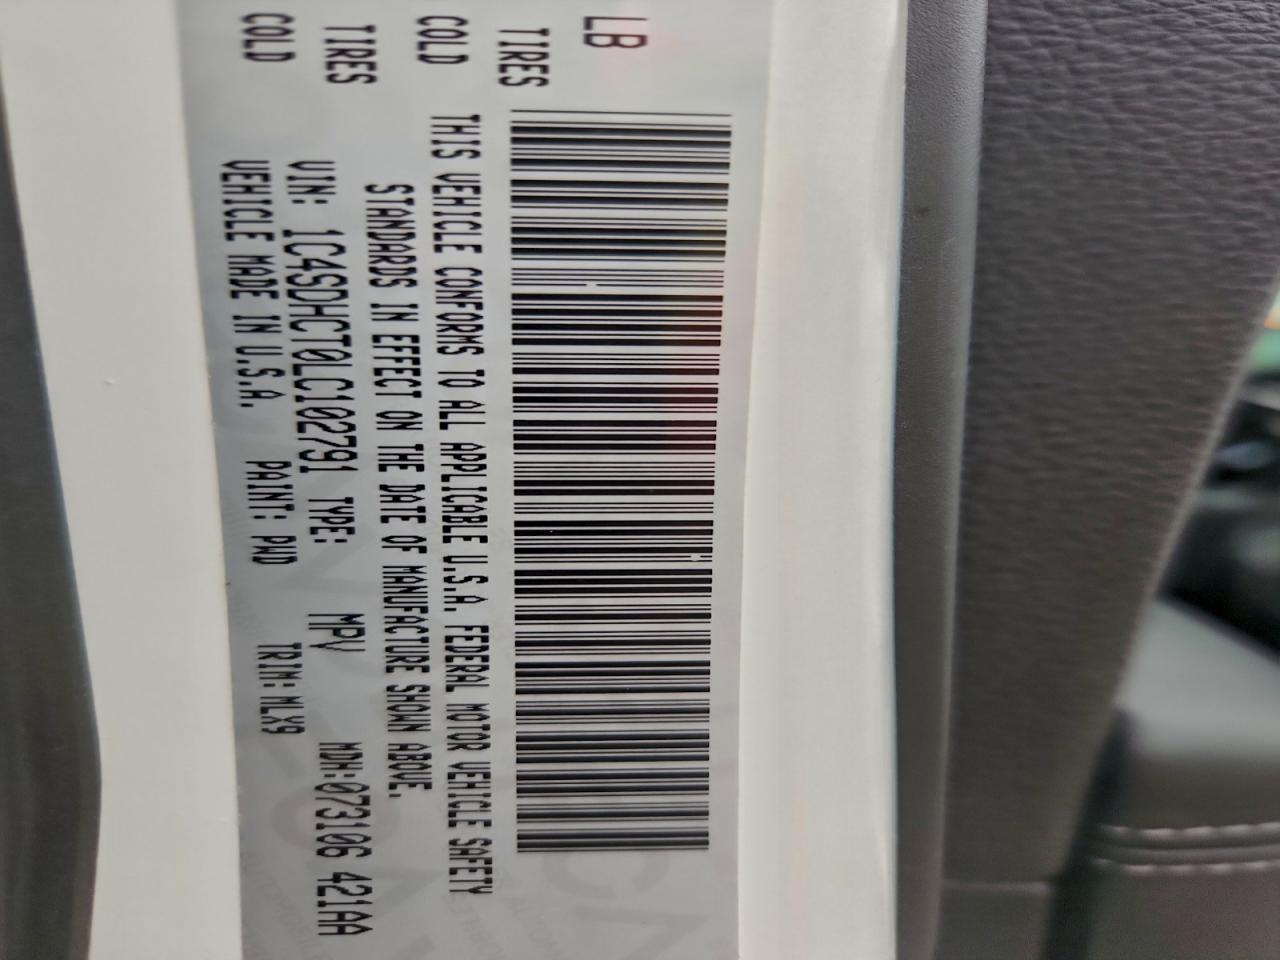 LB
TIRES
COLD
TIRES
COLD
THIS VEHICLE CONFORMS TO ALL APPLICABLE U.S.A. FEDERAL MOTOR VEHICLE SAFETY
STANDARDS IN EFFECT ON THE DATE OF MANUFACTURE SHOWN ABOVE.
VIN: 1C4SDHCT0LC102791 TYPE: MPV MDH:073106 421AA
VEHICLE MADE IN U.S.A. PAINT: PWD TRIM: MLX9